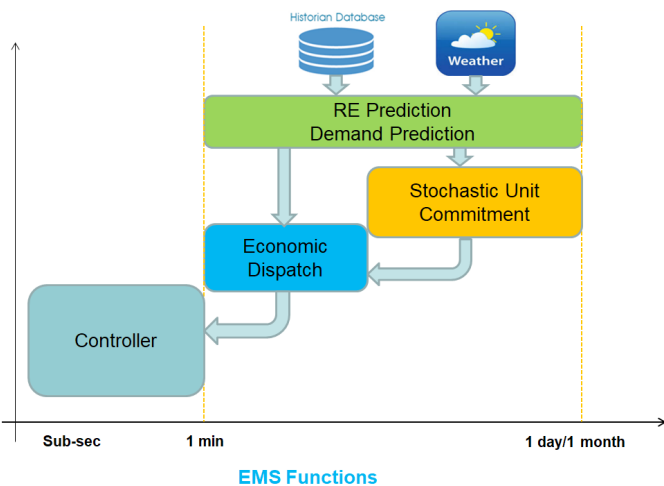 Historian Database
Weather
RE Prediction
Demand Prediction
Stochastic Unit
Commitment
Economic
Dispatch
Controller
Sub-sec
1 min
1 day/1 month
EMS Functions